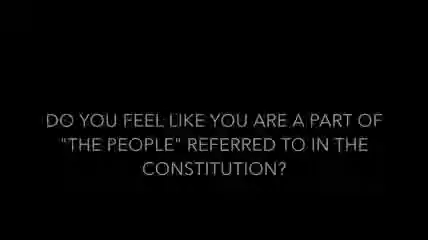 DO YOU FEEL LIKE YOU ARE A PART OF
"THE PEOPLE" REFERRED TO IN THE
CONSTITUTION?